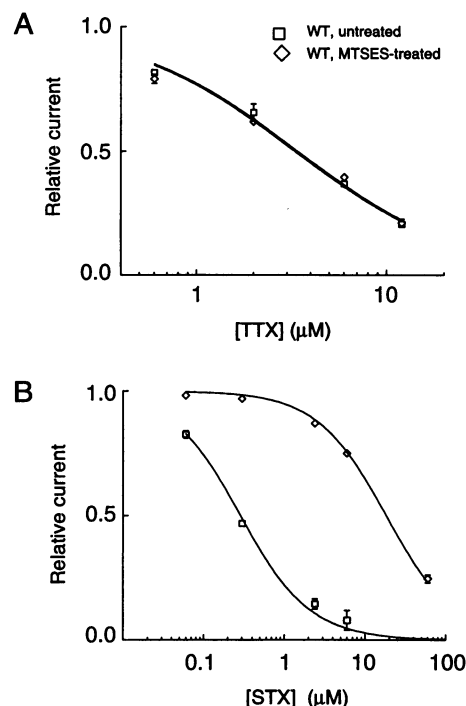 A
1.0
WT, untreated
WT, MTSES-treated
Relative current
0.5
0.0
1
10
[TTX] (μM)
B
1.0
Relative current
0.5
0.0
0.1
1
10
100
[STX] (μM)